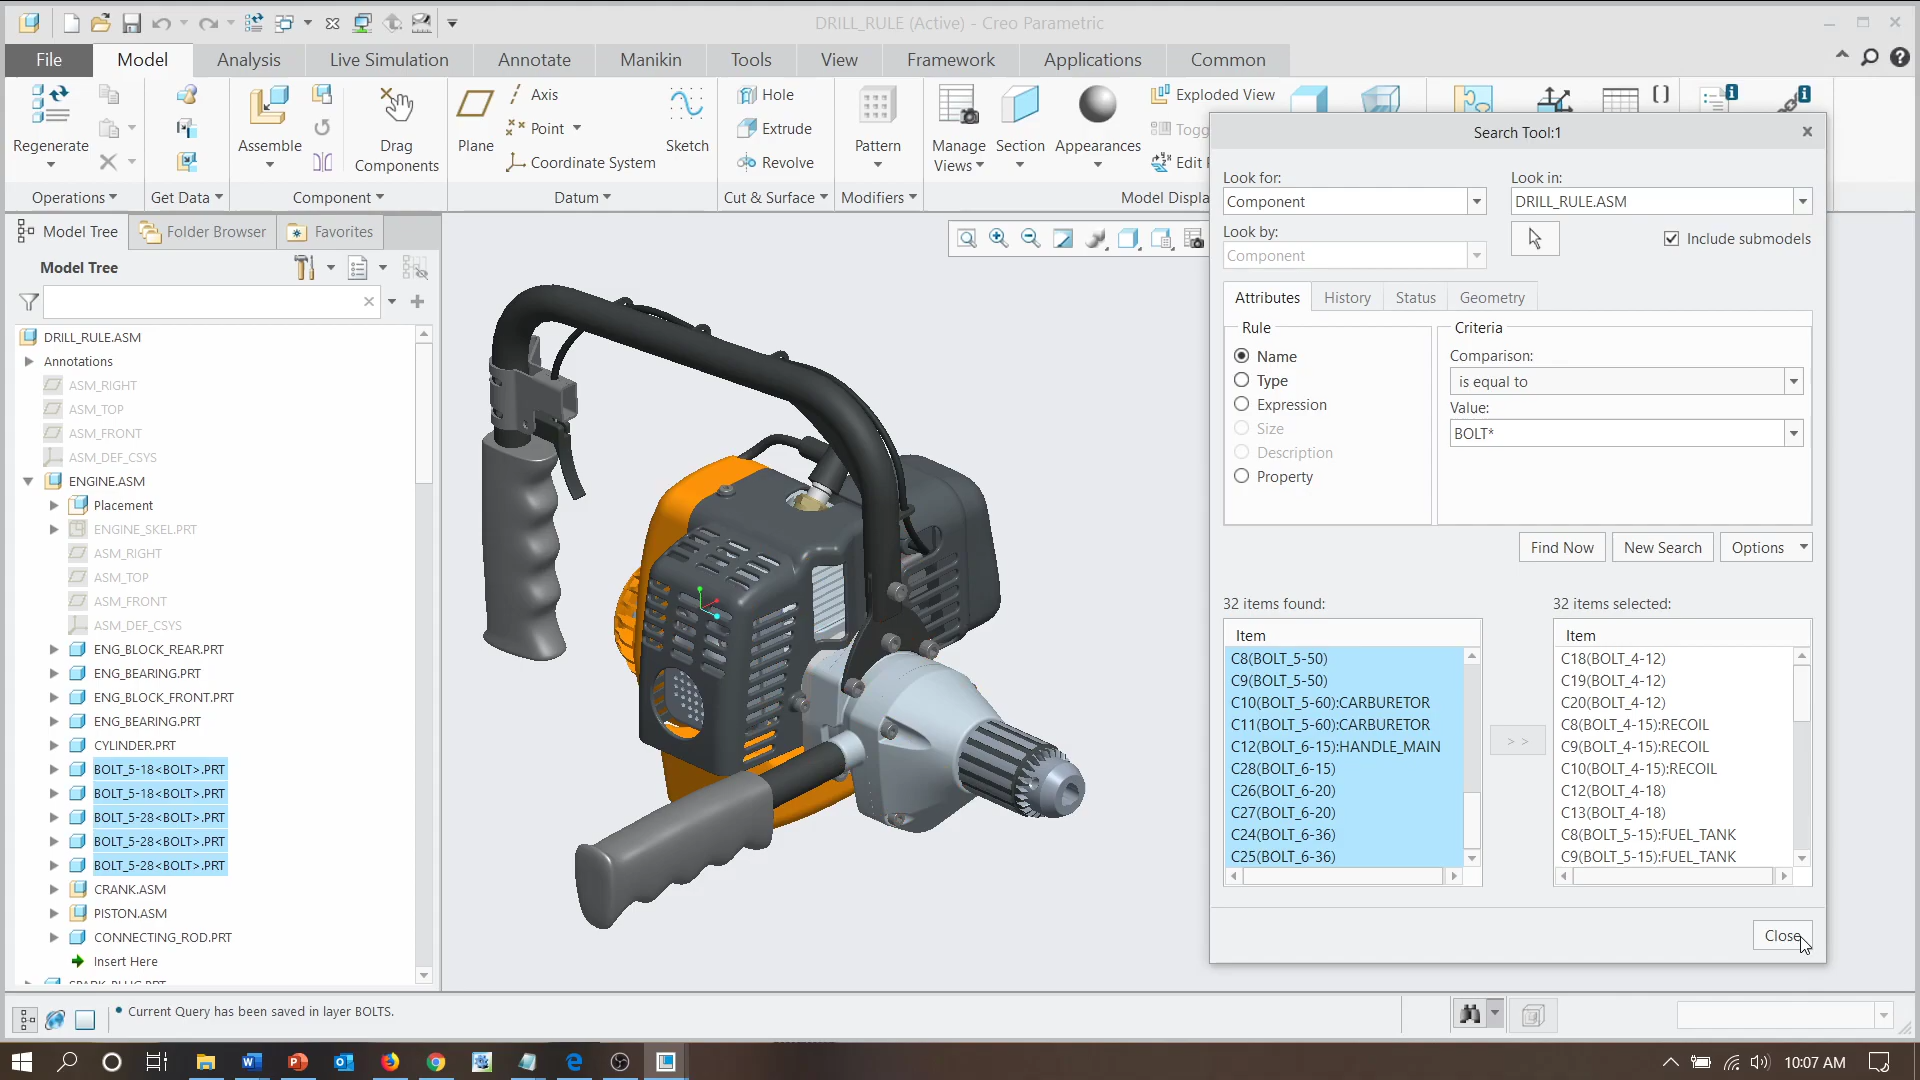 DRILL_RULE (Active) - Creo Parametric
File Model Analysis Live Simulation Annotate Manikin Tools View Framework Applications Common
Regenerate
Assemble
Drag Components
Plane
Axis
Point
Coordinate System
Sketch
Hole
Extrude
Revolve
Pattern
Manage Views
Section
Appearances
Exploded View
Togg
Edit
Operations Get Data Component Datum Cut & Surface Modifiers Model Displa
Model Tree Folder Browser Favorites
Model Tree
DRILL_RULE.ASM
Annotations
ASM_RIGHT
ASM_TOP
ASM_FRONT
ASM_DEF_CSYS
ENGINE.ASM
Placement
ENGINE_SKEL.PRT
ASM_RIGHT
ASM_TOP
ASM_FRONT
ASM_DEF_CSYS
ENG_BLOCK_REAR.PRT
ENG_BEARING.PRT
ENG_BLOCK_FRONT.PRT
ENG_BEARING.PRT
CYLINDER.PRT
BOLT_5-18<BOLT>.PRT
BOLT_5-18<BOLT>.PRT
BOLT_5-28<BOLT>.PRT
BOLT_5-28<BOLT>.PRT
BOLT_5-28<BOLT>.PRT
CRANK.ASM
PISTON.ASM
CONNECTING_ROD.PRT
Insert Here
SPARK_PLUG.PRT
Search Tool:1
Look for:
Component
Look in:
DRILL_RULE.ASM
Look by:
Component
Include submodels
Attributes History Status Geometry
Rule
Name
Type
Expression
Size
Description
Property
Criteria
Comparison:
is equal to
Value:
BOLT*
Find Now New Search Options
32 items found:
Item
C8(BOLT_5-50)
C9(BOLT_5-50)
C10(BOLT_5-60):CARBURETOR
C11(BOLT_5-60):CARBURETOR
C12(BOLT_6-15):HANDLE_MAIN
C28(BOLT_6-15)
C26(BOLT_6-20)
C27(BOLT_6-20)
C24(BOLT_6-36)
C25(BOLT_6-36)
> >
32 items selected:
Item
C18(BOLT_4-12)
C19(BOLT_4-12)
C20(BOLT_4-12)
C8(BOLT_4-15):RECOIL
C9(BOLT_4-15):RECOIL
C10(BOLT_4-15):RECOIL
C12(BOLT_4-18)
C13(BOLT_4-18)
C8(BOLT_5-15):FUEL_TANK
C9(BOLT_5-15):FUEL_TANK
Close
Current Query has been saved in layer BOLTS.
10:07 AM